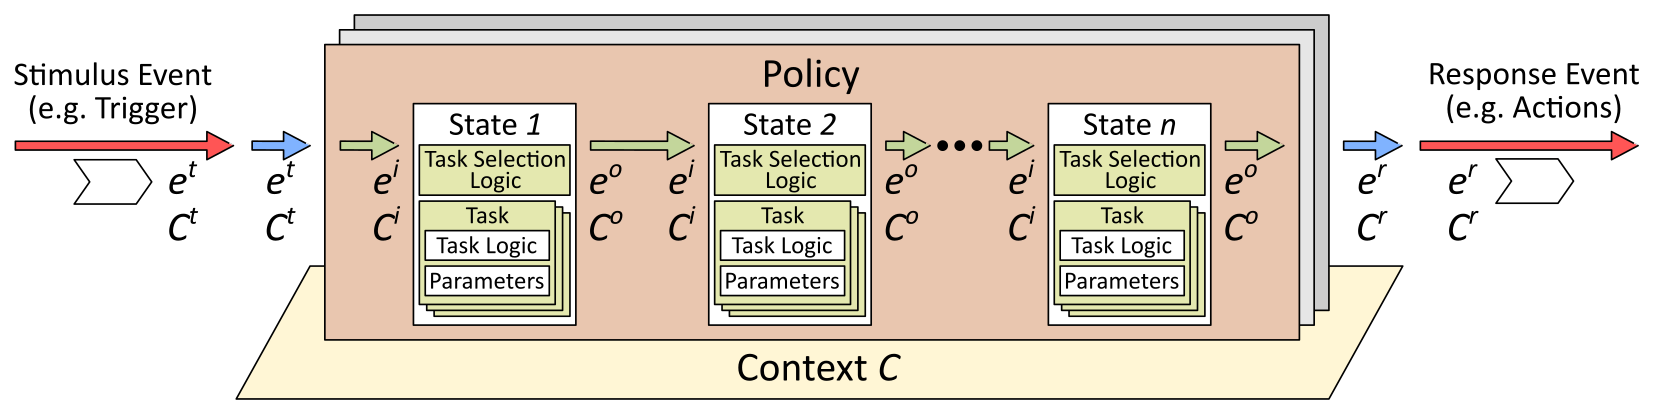 Stimulus Event
(e.g. Trigger)
e^t
C^t
e^t
C^t
Policy
e^i
C^i
State 1
Task Selection
Logic
Task
Task Logic
Parameters
e^o
C^o
e^i
C^i
State 2
Task Selection
Logic
Task
Task Logic
Parameters
e^o
C^o
•••
e^i
C^i
State n
Task Selection
Logic
Task
Task Logic
Parameters
e^o
C^o
e^r
C^r
Response Event
(e.g. Actions)
e^r
C^r
Context C